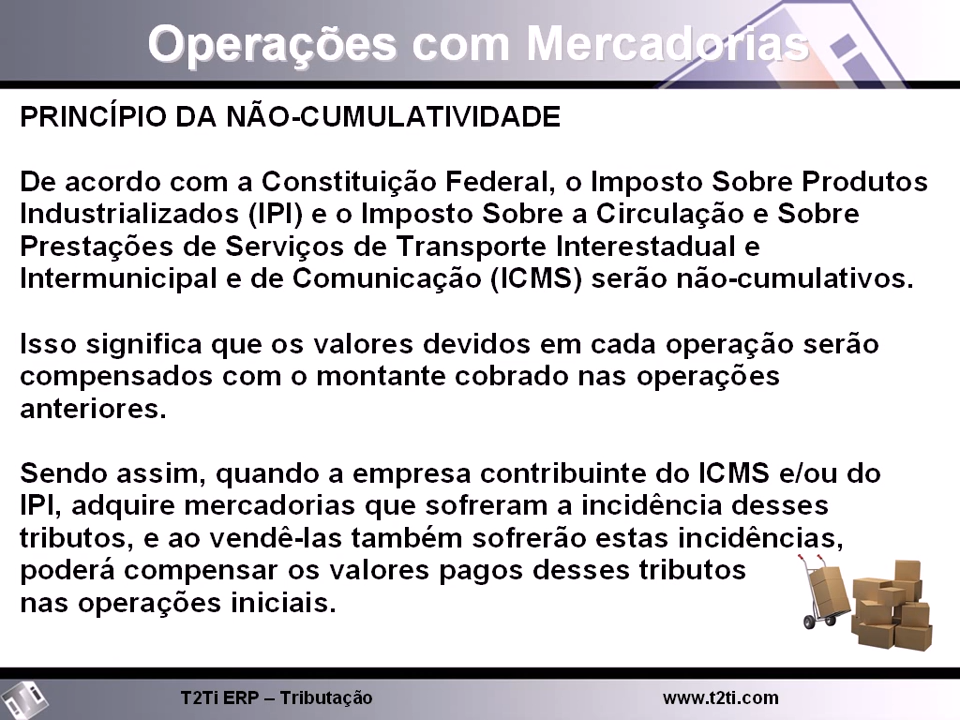 Operações com Mercadorias
PRINCÍPIO DA NÃO-CUMULATIVIDADE
De acordo com a Constituição Federal, o Imposto Sobre Produtos
Industrializados (IPI) e o Imposto Sobre a Circulação e Sobre
Prestações de Serviços de Transporte Interestadual e
Intermunicipal e de Comunicação (ICMS) serão não-cumulativos.
Isso significa que os valores devidos em cada operação serão
compensados com o montante cobrado nas operações
anteriores.
Sendo assim, quando a empresa contribuinte do ICMS e/ou do
IPI, adquire mercadorias que sofreram a incidência desses
tributos, e ao vendê-las também sofrerão estas incidências,
poderá compensar os valores pagos desses tributos
nas operações iniciais.
T2Ti ERP – Tributação
www.t2ti.com